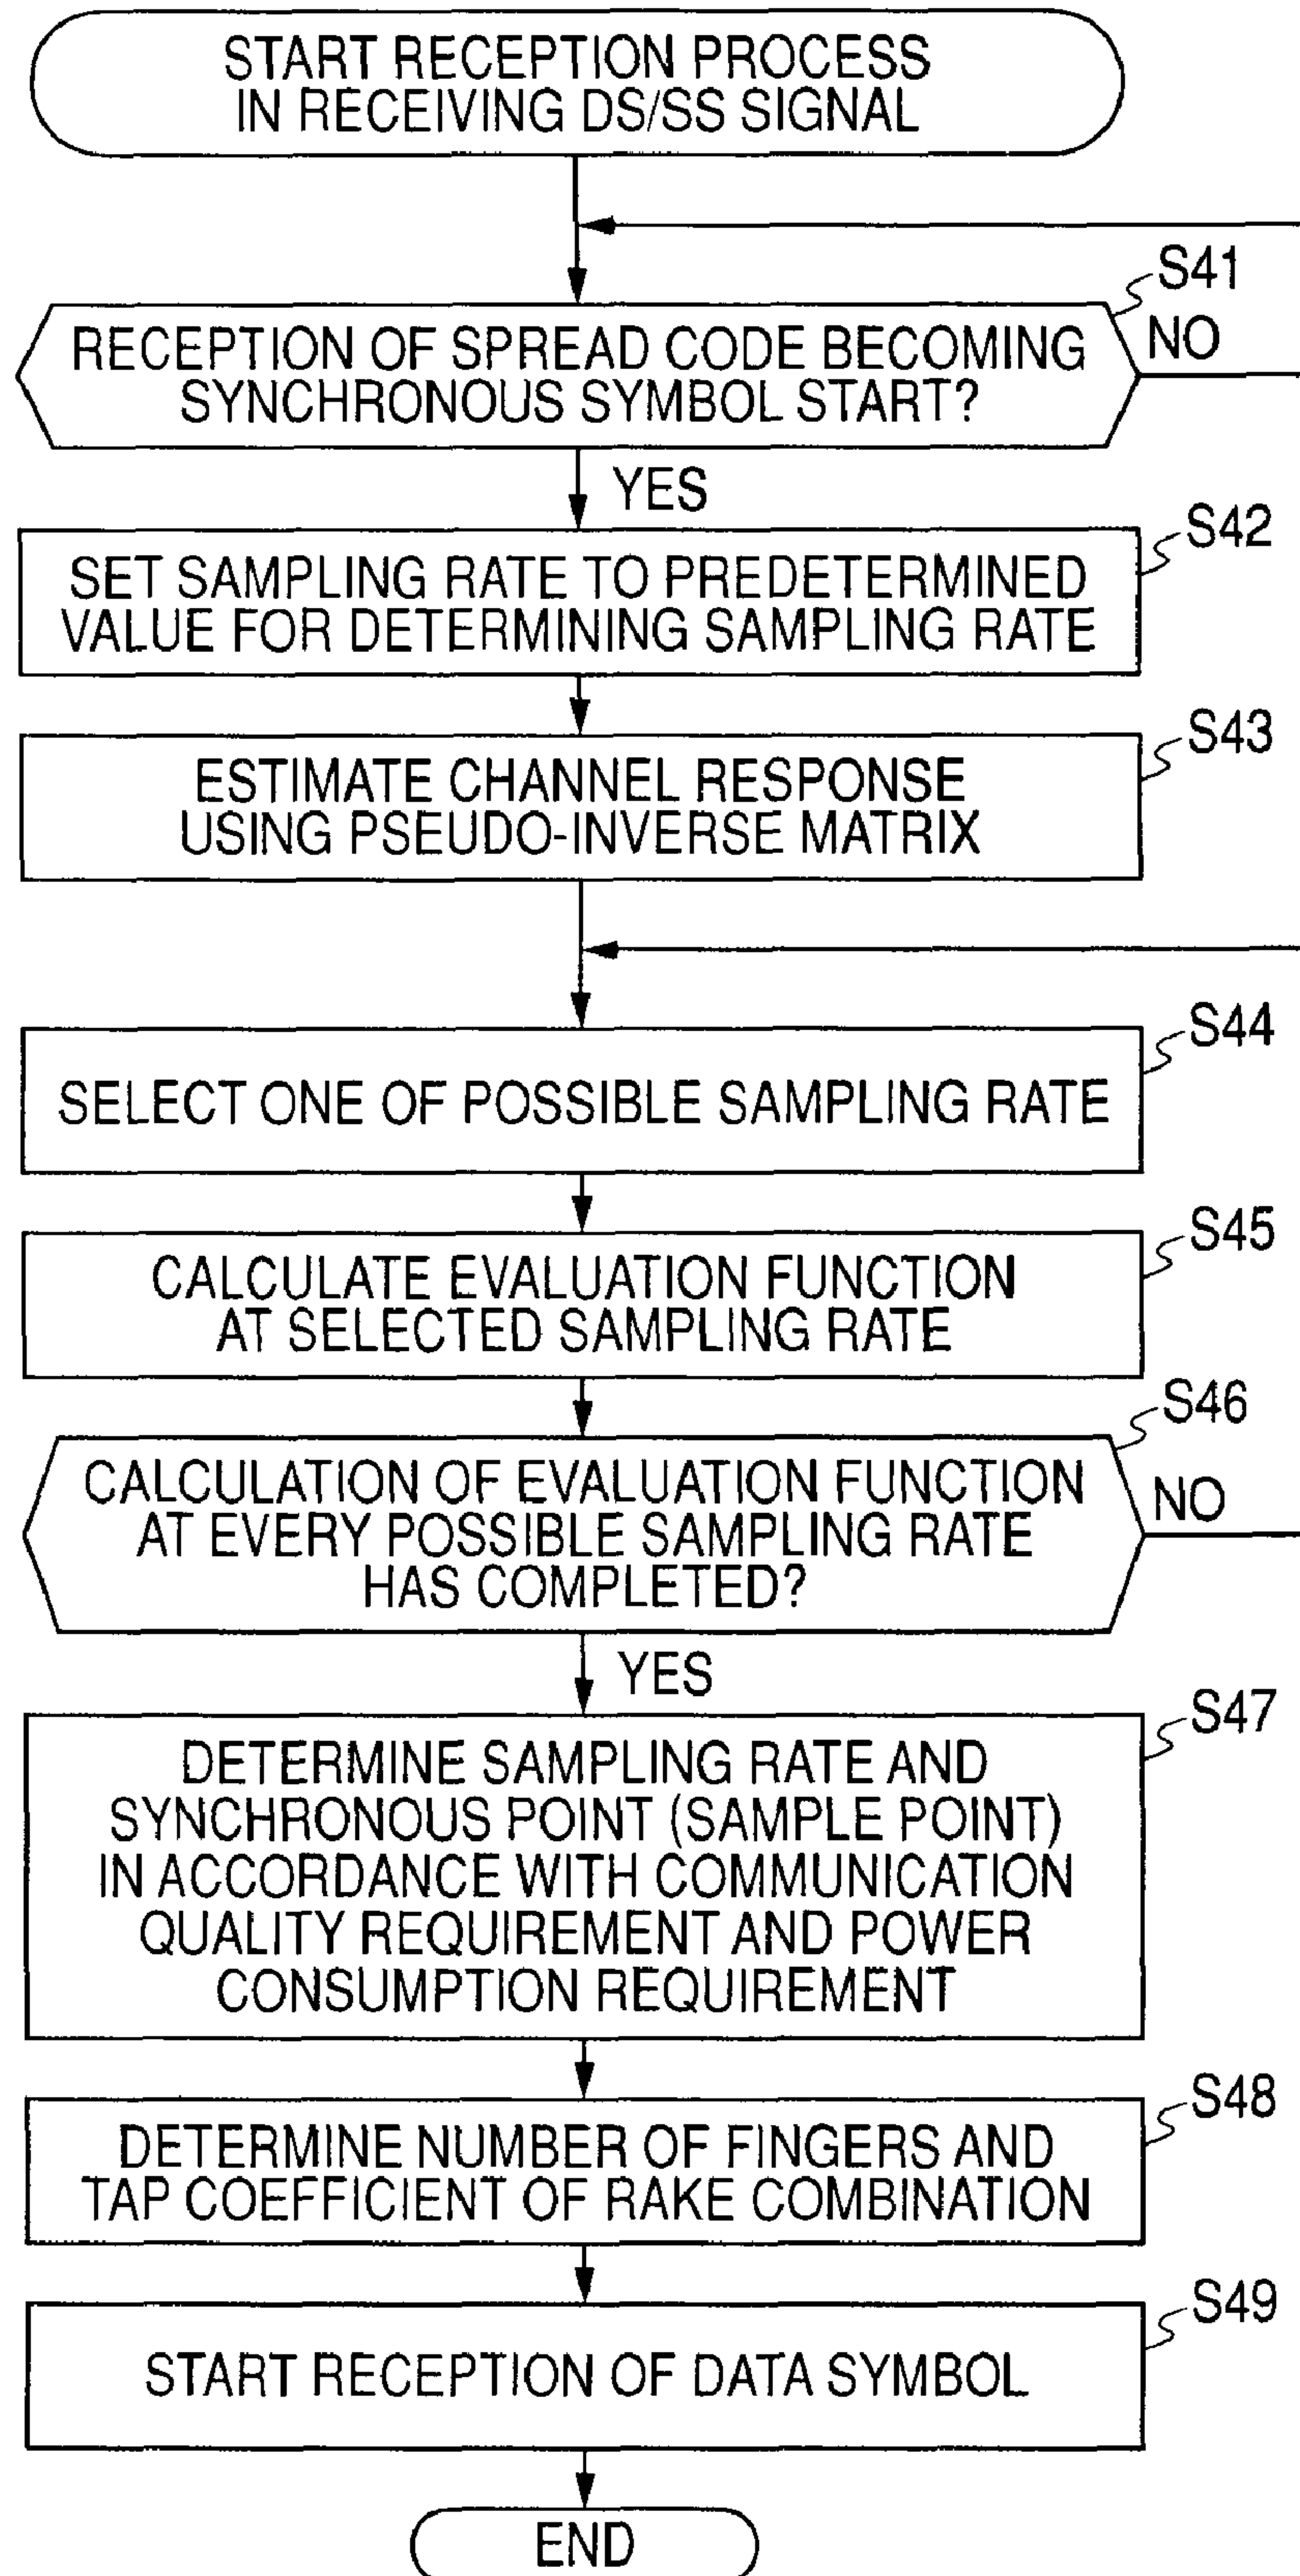 START RECEPTION PROCESS
IN RECEIVING DS/SS SIGNAL
S41
RECEPTION OF SPREAD CODE BECOMING
SYNCHRONOUS SYMBOL START?
NO
YES
S42
SET SAMPLING RATE TO PREDETERMINED
VALUE FOR DETERMINING SAMPLING RATE
S43
ESTIMATE CHANNEL RESPONSE
USING PSEUDO-INVERSE MATRIX
S44
SELECT ONE OF POSSIBLE SAMPLING RATE
S45
CALCULATE EVALUATION FUNCTION
AT SELECTED SAMPLING RATE
S46
CALCULATION OF EVALUATION FUNCTION
AT EVERY POSSIBLE SAMPLING RATE
HAS COMPLETED?
NO
YES
S47
DETERMINE SAMPLING RATE AND
SYNCHRONOUS POINT (SAMPLE POINT)
IN ACCORDANCE WITH COMMUNICATION
QUALITY REQUIREMENT AND POWER
CONSUMPTION REQUIREMENT
S48
DETERMINE NUMBER OF FINGERS AND
TAP COEFFICIENT OF RAKE COMBINATION
S49
START RECEPTION OF DATA SYMBOL
END